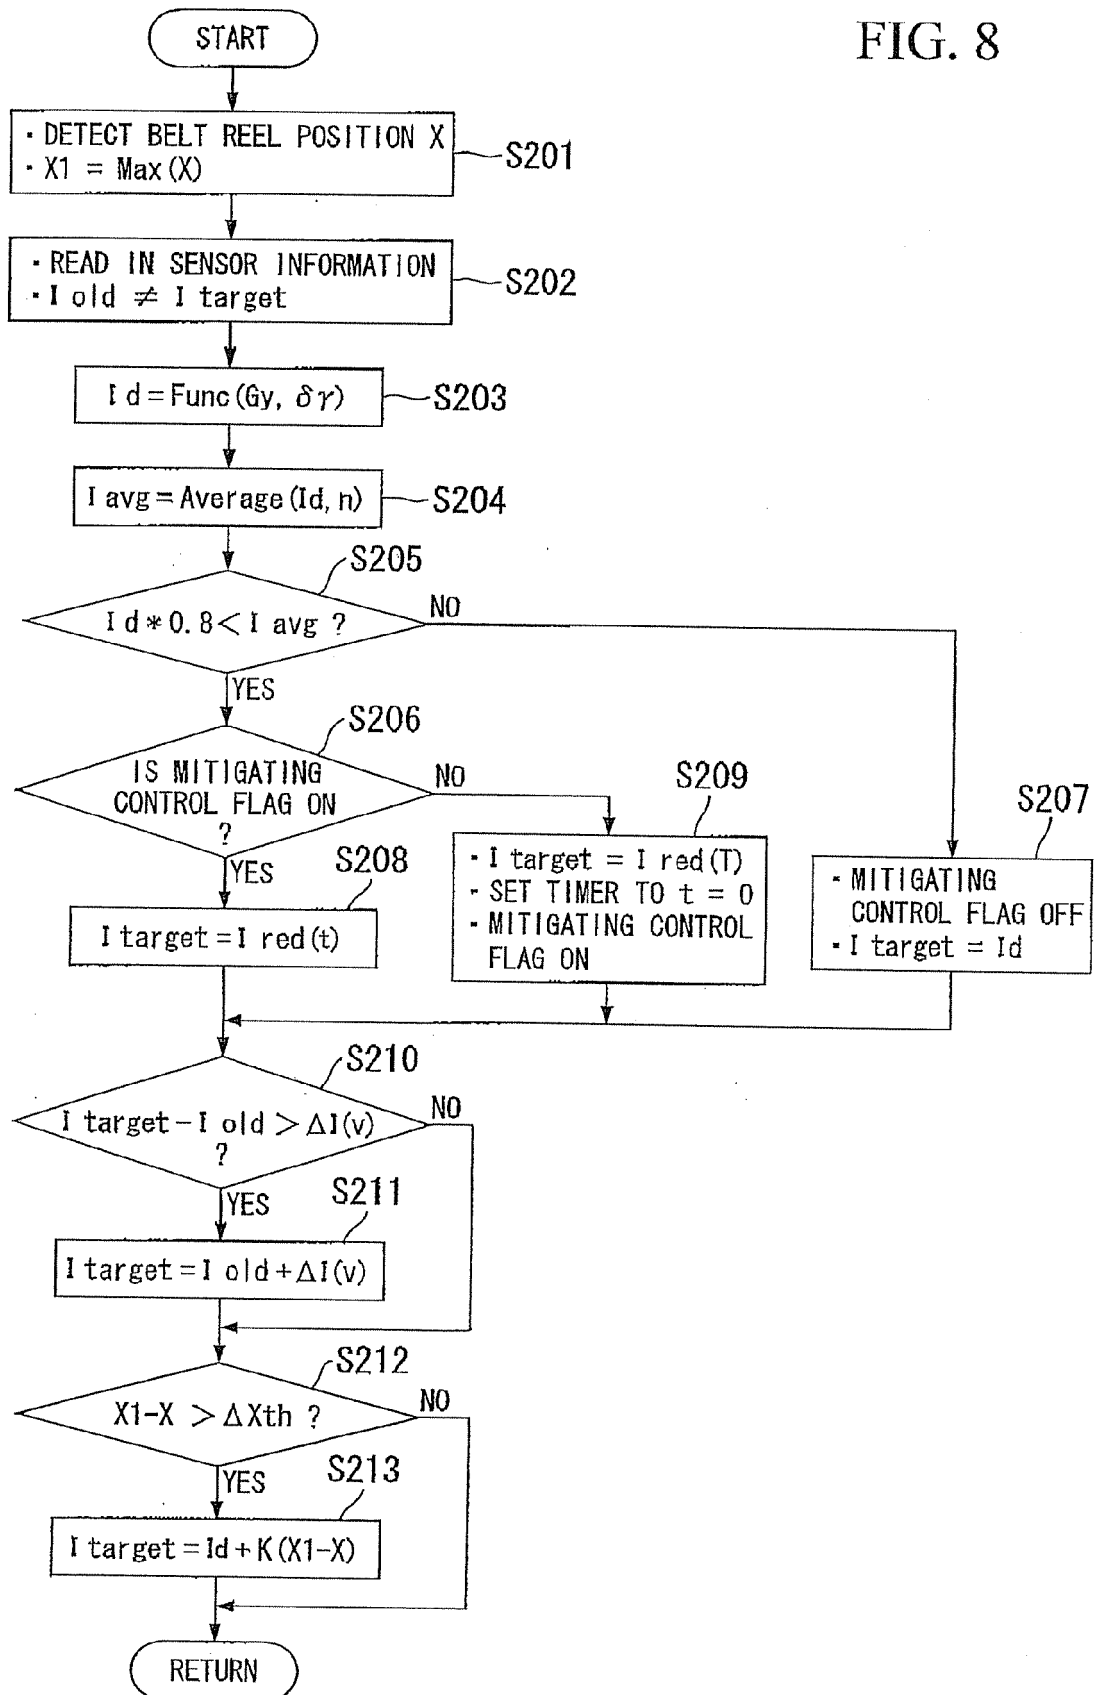 FIG. 8
START
· DETECT BELT REEL POSITION X
· X1 = Max(X)
S201
· READ IN SENSOR INFORMATION
· I old ≠ I target
S202
I d=Func(Gy, δγ)
S203
I avg=Average(Id, n)
S204
S205
I d*0.8< I avg ?
NO
YES
S206
IS MITIGATING
CONTROL FLAG ON
?
NO
YES
S209
· I target = I red(T)
· SET TIMER TO t = 0
· MITIGATING CONTROL
FLAG ON
S207
· MITIGATING
CONTROL FLAG OFF
· I target = Id
S208
I target=I red(t)
S210
I target-I old>ΔI(v)
?
NO
YES
S211
I target=I old+ΔI(v)
S212
X1-X >ΔXth ?
NO
YES
S213
I target=Id+K(X1-X)
RETURN